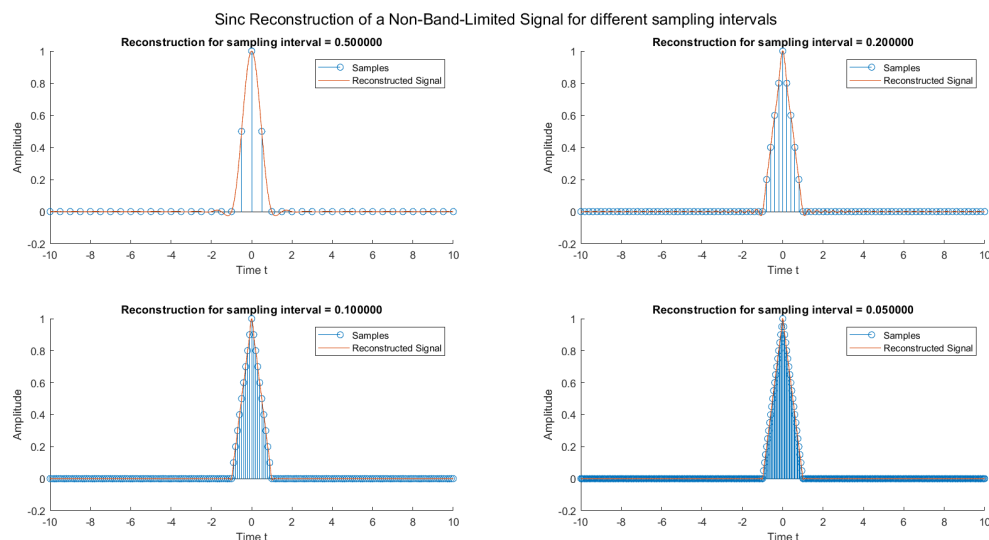 Sinc Reconstruction of a Non-Band-Limited Signal for different sampling intervals
Reconstruction for sampling interval = 0.500000
Samples
Reconstructed Signal
Amplitude
1
0.8
0.6
0.4
0.2
0
-0.2
-10 -8 -6 -4 -2 0 2 4 6 8 10
Time t
Reconstruction for sampling interval = 0.200000
Samples
Reconstructed Signal
Amplitude
1
0.8
0.6
0.4
0.2
0
-0.2
-10 -8 -6 -4 -2 0 2 4 6 8 10
Time t
Reconstruction for sampling interval = 0.100000
Samples
Reconstructed Signal
Amplitude
1
0.8
0.6
0.4
0.2
0
-0.2
-10 -8 -6 -4 -2 0 2 4 6 8 10
Time t
Reconstruction for sampling interval = 0.050000
Samples
Reconstructed Signal
Amplitude
1
0.8
0.6
0.4
0.2
0
-0.2
-10 -8 -6 -4 -2 0 2 4 6 8 10
Time t